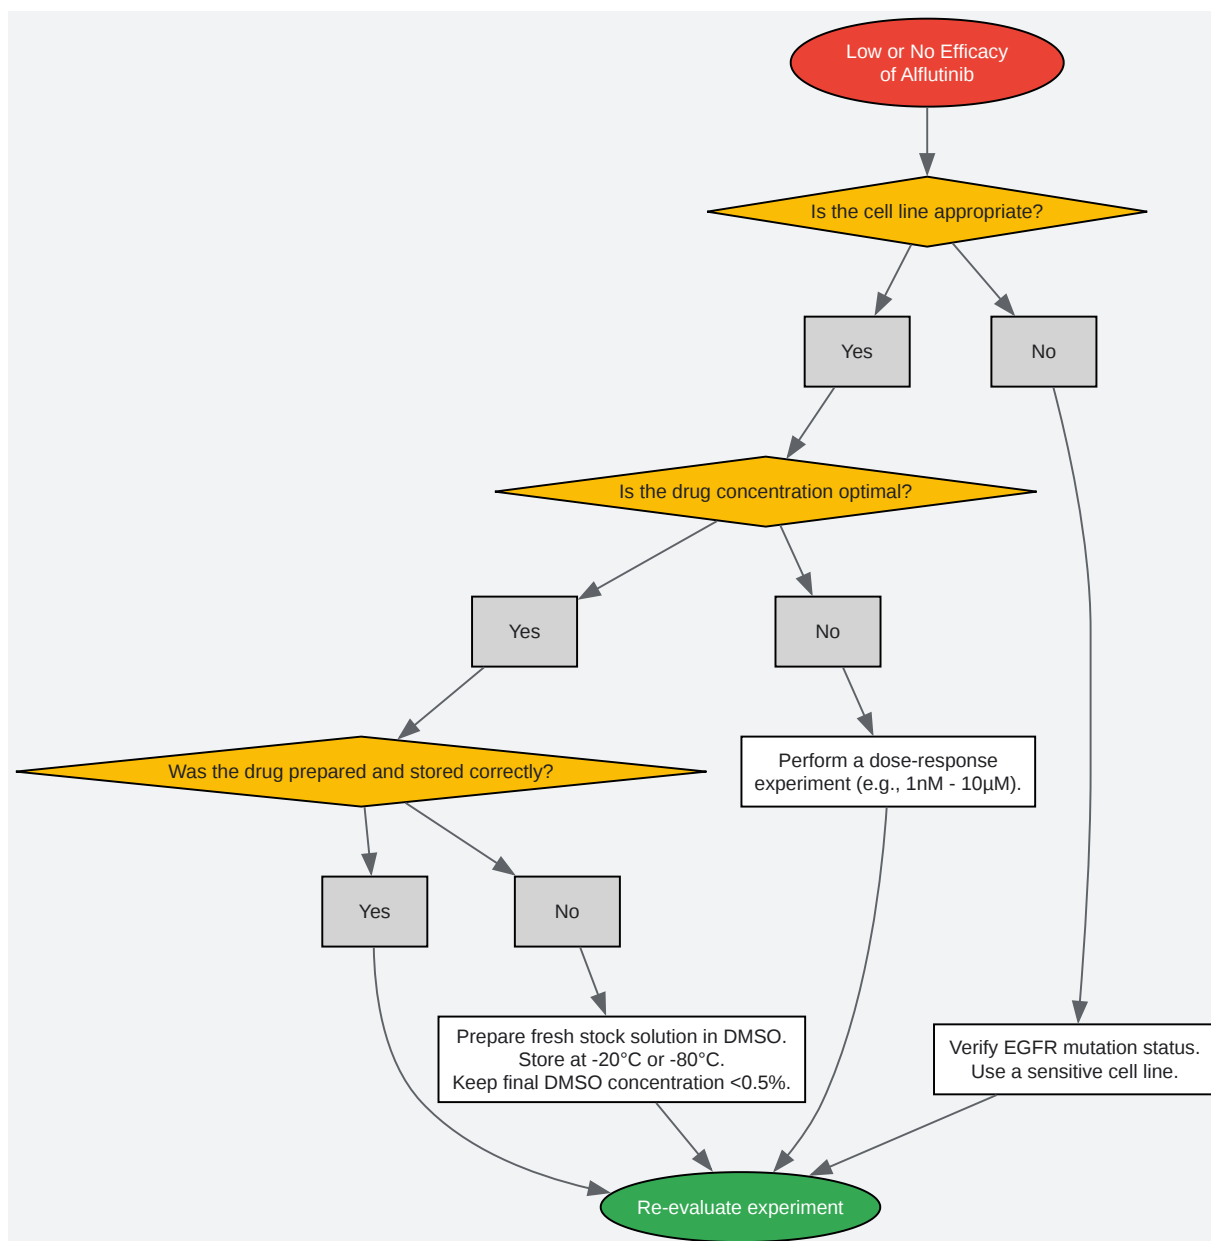 Low or No Efficacy
of Alflutinib
Is the cell line appropriate?
Yes
No
Is the drug concentration optimal?
Yes
No
Was the drug prepared and stored correctly?
Perform a dose-response
experiment (e.g., 1nM - 10µM).
Yes
No
Prepare fresh stock solution in DMSO.
Store at -20°C or -80°C.
Keep final DMSO concentration <0.5%.
Verify EGFR mutation status.
Use a sensitive cell line.
Re-evaluate experiment